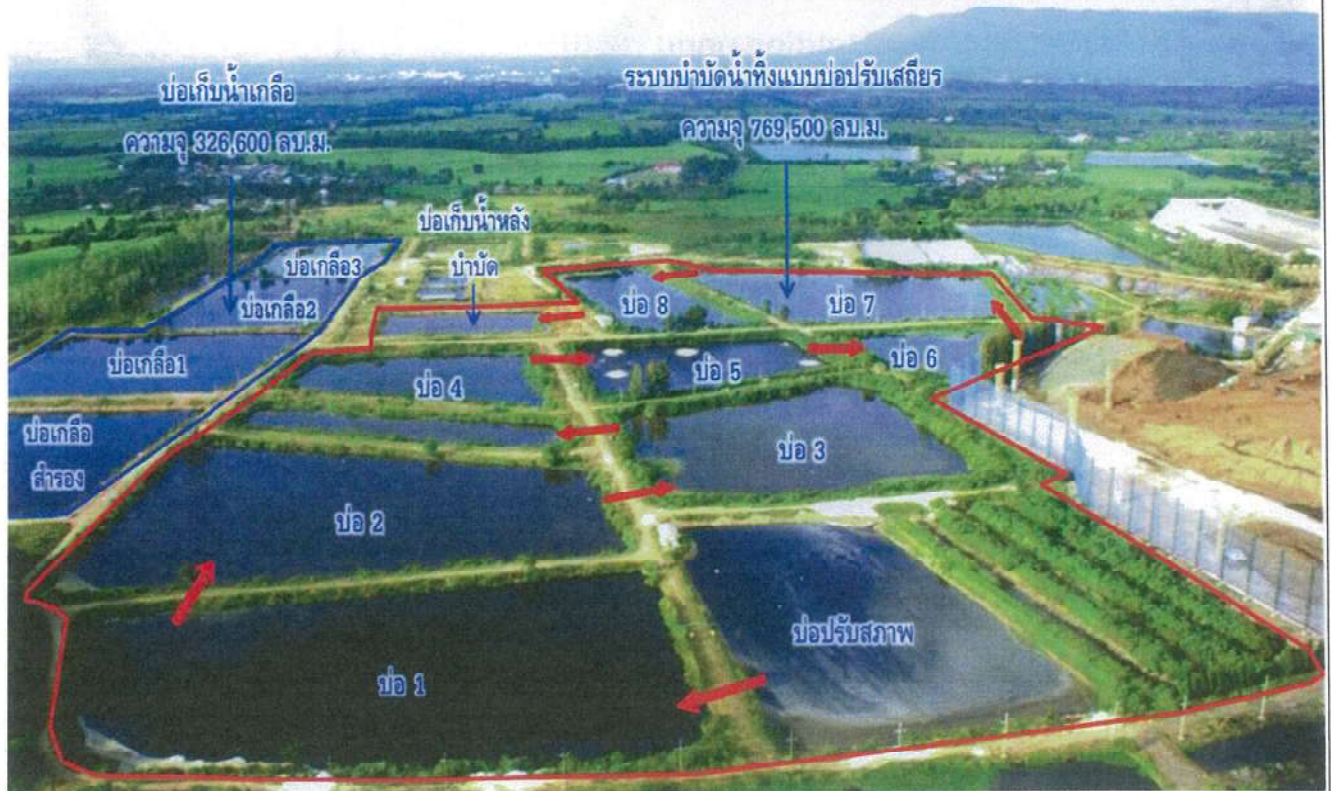 บ่อเก็บน้ำเกลือ
ความจุ 326,600 ลบ.ม.
ระบบบำบัดน้ำทิ้งแบบบ่อปรับเสถียร
ความจุ 769,500 ลบ.ม.
บ่อเก็บน้ำหลัง
บำบัด
บ่อเกลือ3
บ่อเกลือ2
บ่อเกลือ1
บ่อเกลือ
สำรอง
บ่อ 8
บ่อ 7
บ่อ 4
บ่อ 5
บ่อ 6
บ่อ 3
บ่อ 2
บ่อปรับสภาพ
บ่อ 1